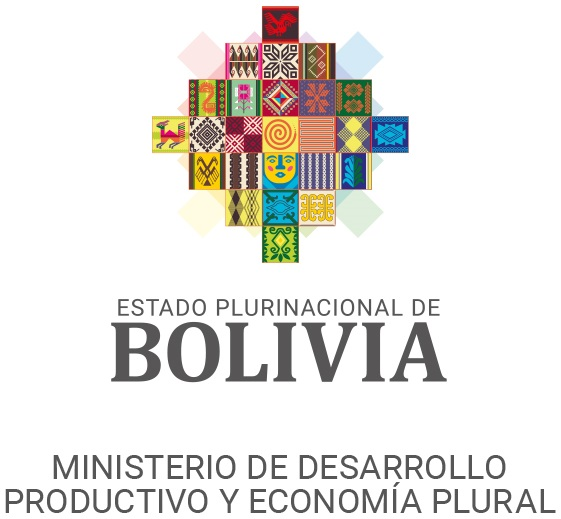 ESTADO PLURINACIONAL DE
BOLIVIA
MINISTERIO DE DESARROLLO
PRODUCTIVO Y ECONOMÍA PLURAL